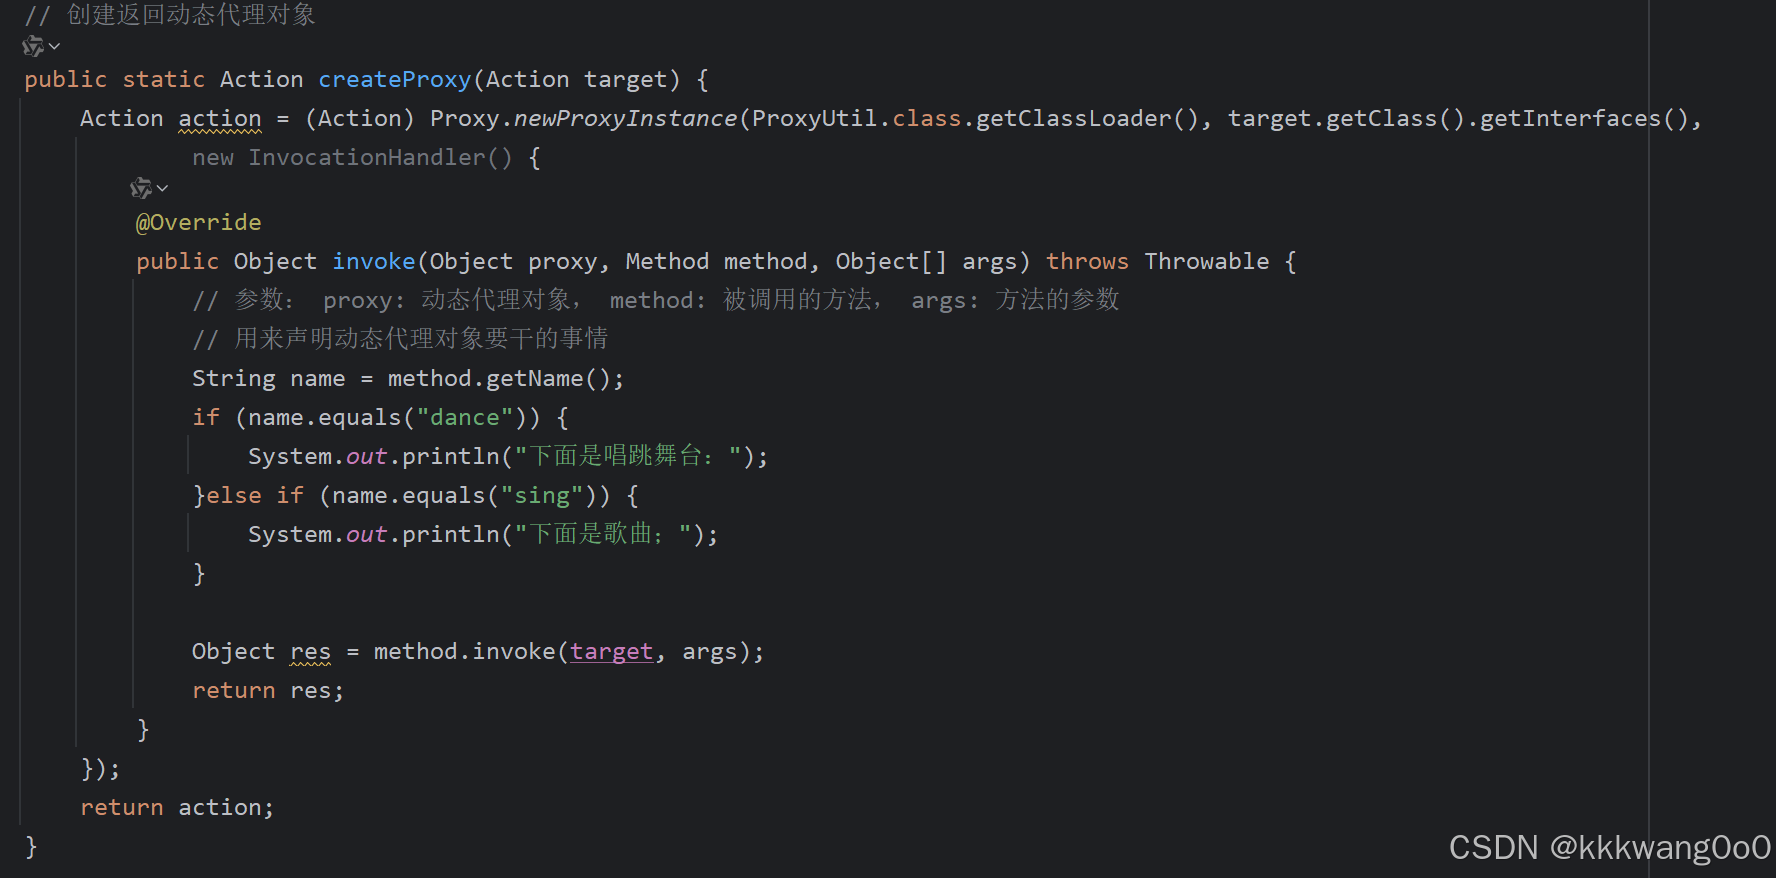 // 创建返回动态代理对象
public static Action createProxy(Action target) {
Action action = (Action) Proxy.newProxyInstance(ProxyUtil.class.getClassLoader(), target.getClass().getInterfaces(),
new InvocationHandler() {
@Override
public Object invoke(Object proxy, Method method, Object[] args) throws Throwable {
// 参数： proxy: 动态代理对象， method: 被调用的方法， args: 方法的参数
// 用来声明动态代理对象要干的事情
String name = method.getName();
if (name.equals("dance")) {
System.out.println("下面是唱跳舞台：");
}else if (name.equals("sing")) {
System.out.println("下面是歌曲；");
}
Object res = method.invoke(target, args);
return res;
}
});
return action;
}
CSDN @kkkwang0o0